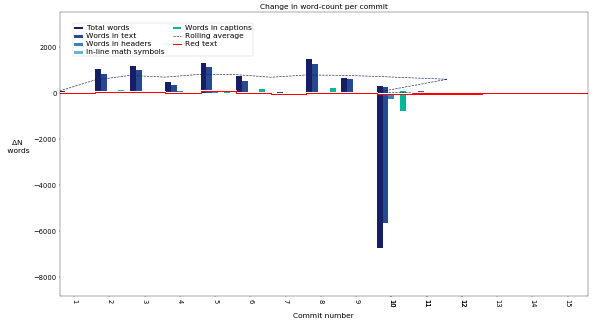 Change in word-count per commit
Total words
Words in text
Words in headers
in-line math symbols
Words in captions
Rolling average
Red text
2000
0
−2000
−4000
−6000
−8000
ΔN
words
1 2 3 4 5 6 7 8 9 10 11 12 13 14 15
Commit number